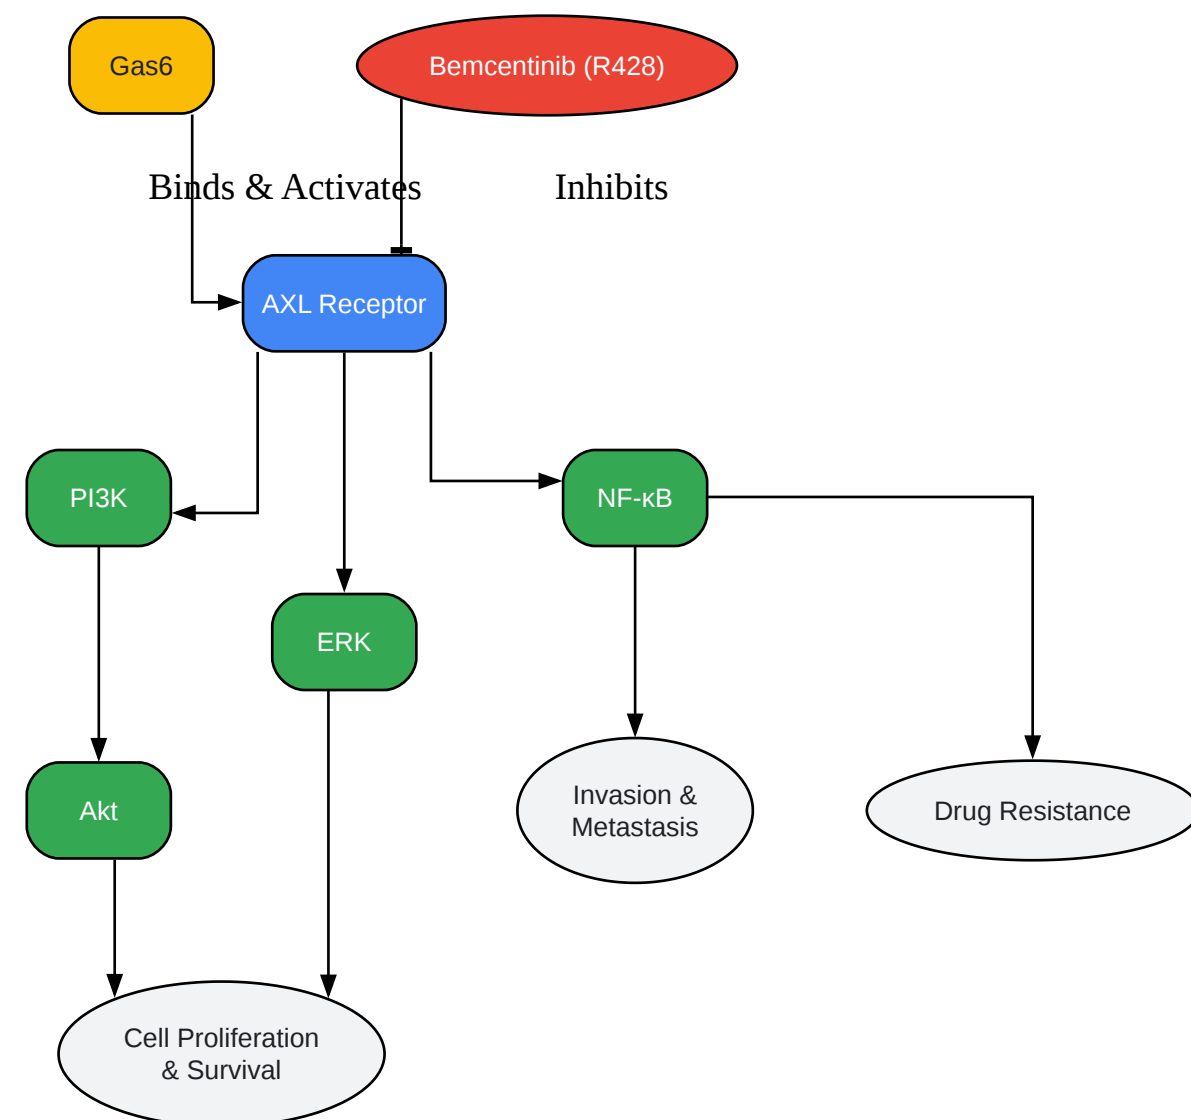 Gas6
Bemcentinib (R428)
Binds & Activates
Inhibits
AXL Receptor
PI3K
NF-κB
ERK
Invasion &
Metastasis
Akt
Drug Resistance
Cell Proliferation
& Survival